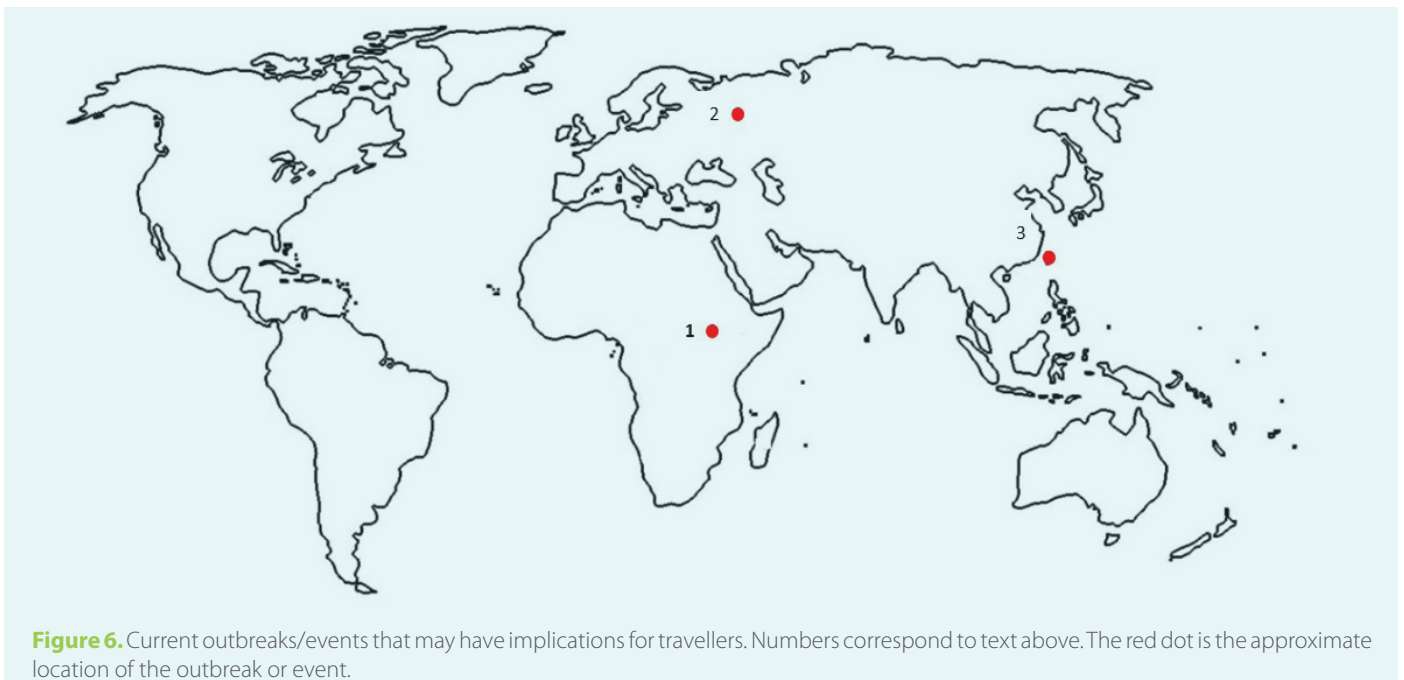 2
3
1
Figure 6. Current outbreaks/events that may have implications for travellers. Numbers correspond to text above. The red dot is the approximate
location of the outbreak or event.